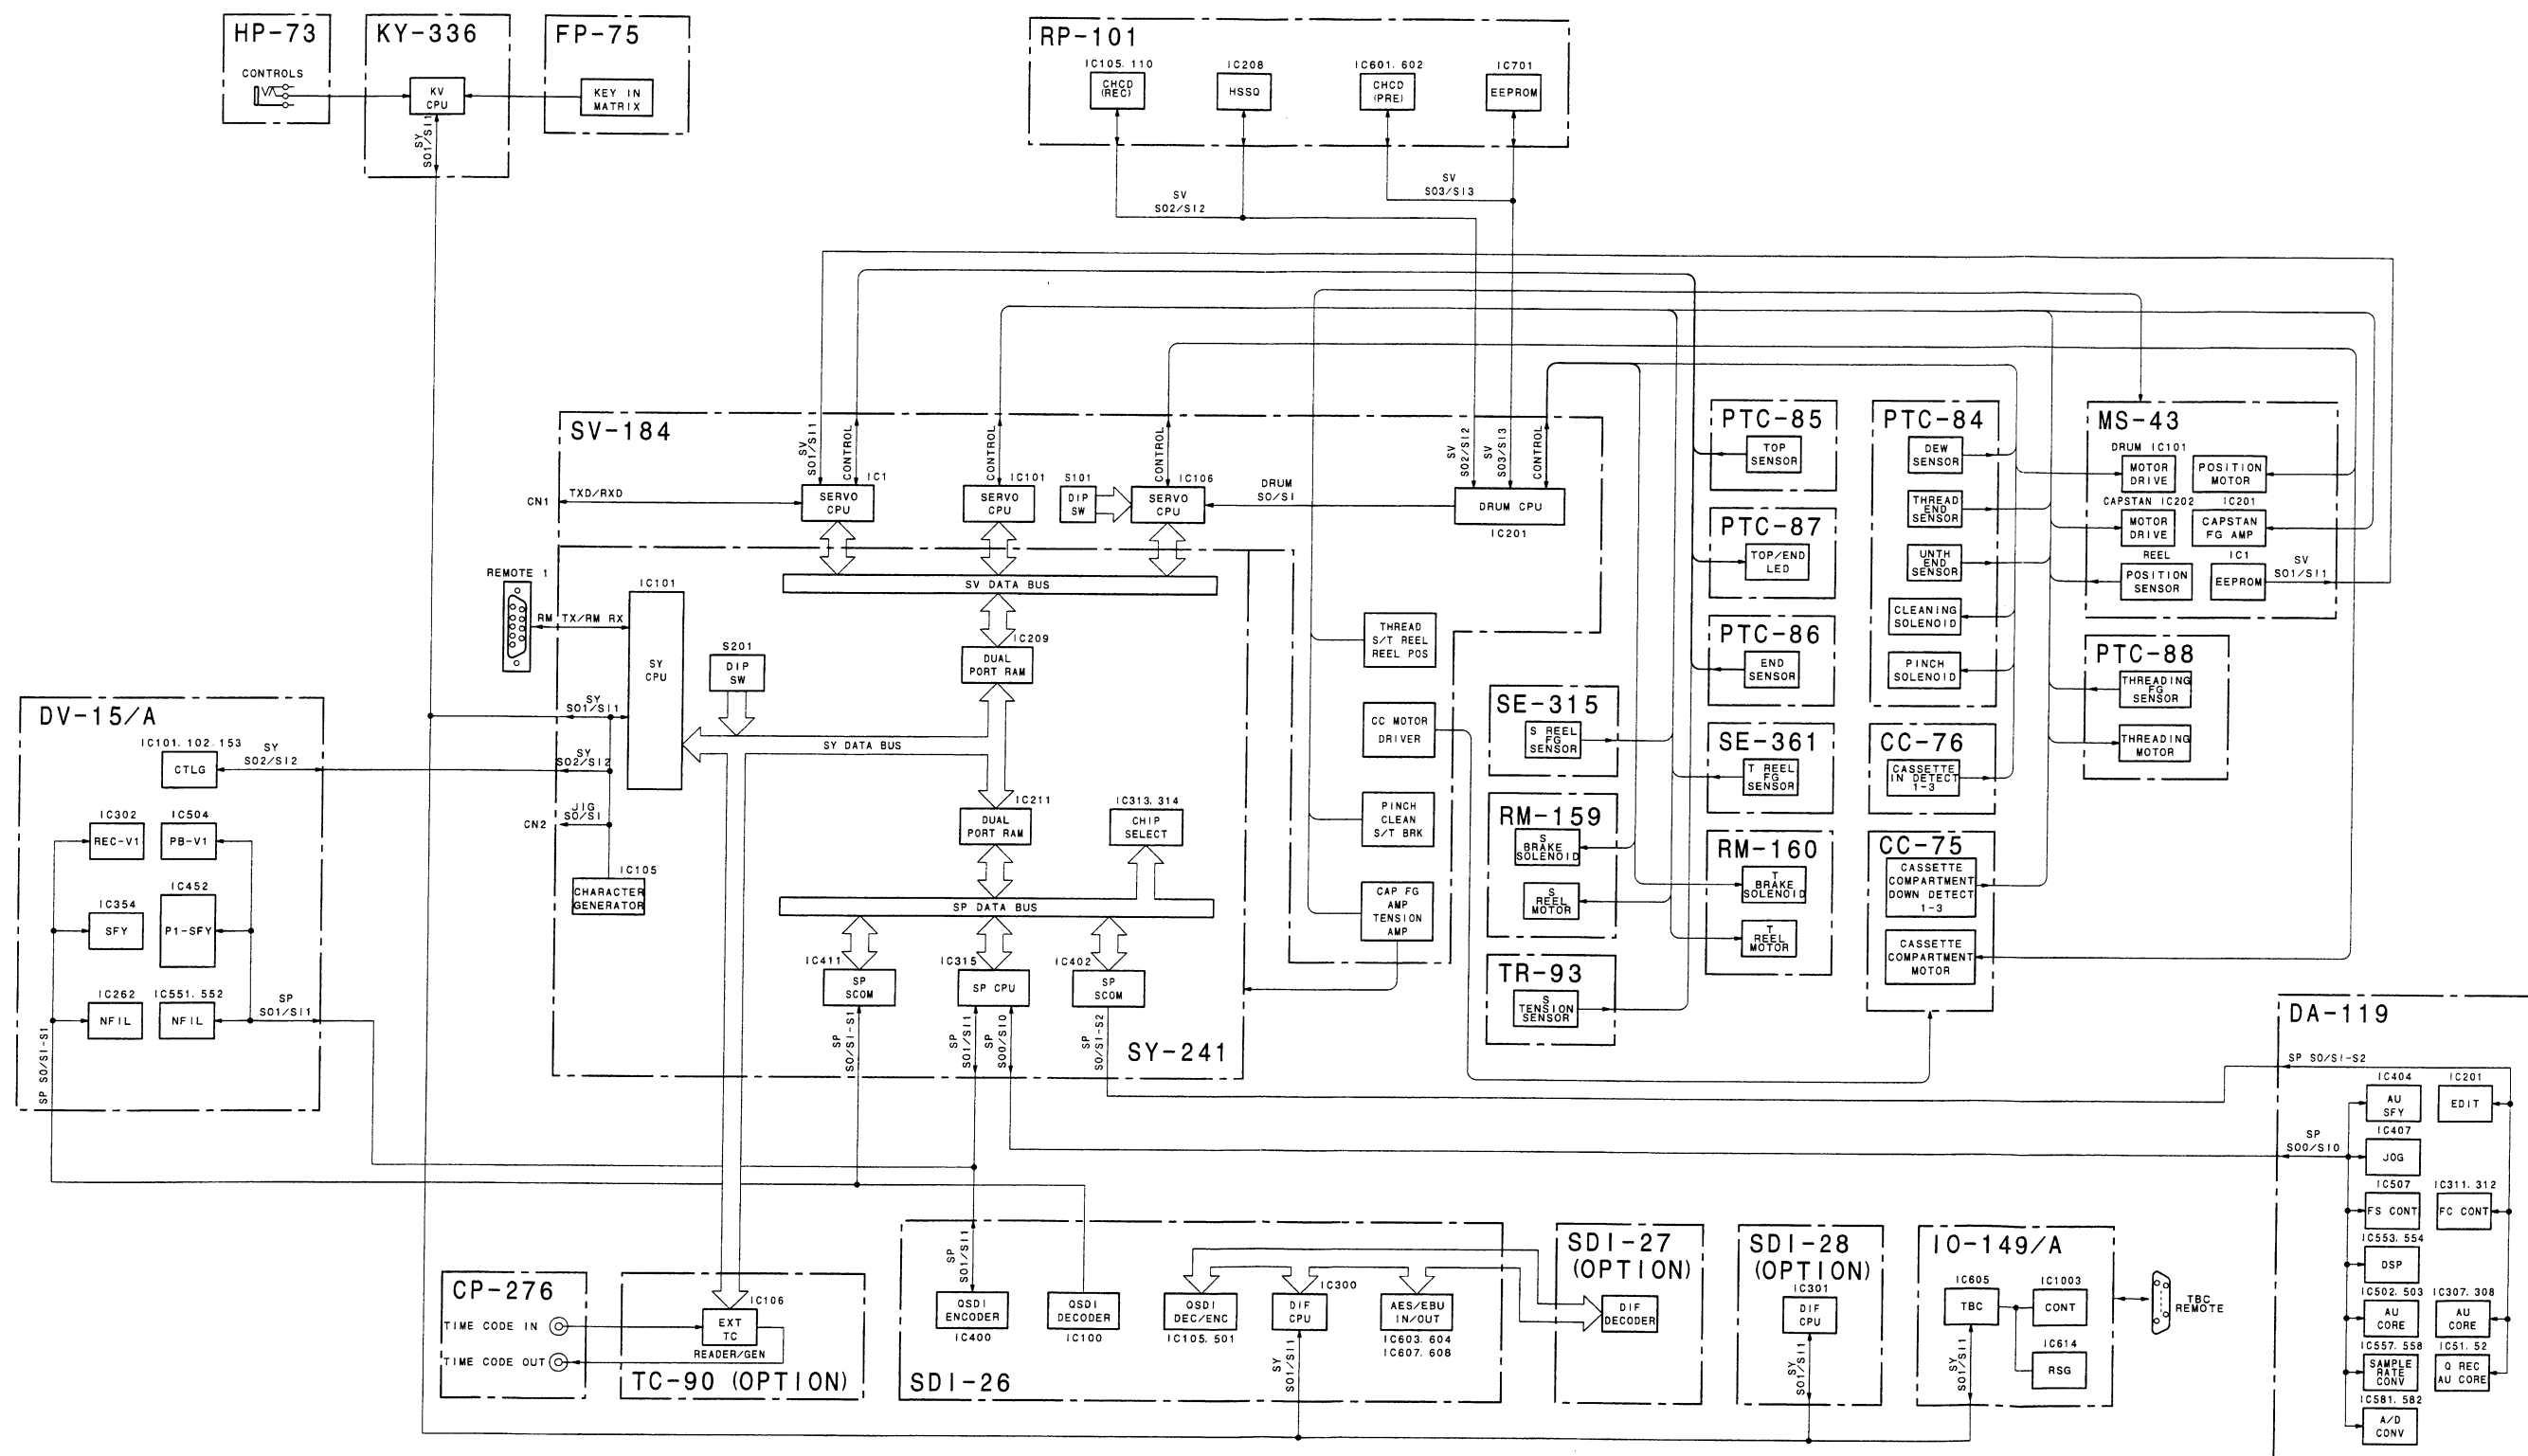 HP-73
CONTROLS
KY-336
KV
CPU
SY
SO1/SI1
FP-75
KEY IN
MATRIX
RP-101
IC105. 110
CHCD
(REC)
IC208
HSSQ
IC601. 602
CHCD
(PRE)
IC701
EEPROM
SV
SO2/SI2
SV
SO3/SI3
SV-184
SV
SO1/SI1
CONTROL
IC1
SERVO
CPU
CN1
TXD/RXD
CONTROL
IC101
SERVO
CPU
S101
DIP
SW
CONTROL
IC106
SERVO
CPU
DRUM
SO/SI
SV
SO2/SI2
SV
SO3/SI3
CONTROL
DRUM CPU
IC201
THREAD
S/T REEL
REEL POS
CC MOTOR
DRIVER
PINCH
CLEAN
S/T BRK
CAP FG
AMP
TENSION
AMP
SV DATA BUS
REMOTE 1
RM TX/RM RX
IC101
SY
CPU
S201
DIP
SW
IC209
DUAL
PORT RAM
SY
SO1/SI1
SY
SO2/SI2
SY DATA BUS
JIG
SO/SI
CN2
IC105
CHARACTER
GENERATOR
IC211
DUAL
PORT RAM
IC313. 314
CHIP
SELECT
SP DATA BUS
IC411
SP
SCOM
IC315
SP CPU
IC402
SP
SCOM
SP
SO/SI-S1
SP
SO1/SI1
SP
SO0/SI0
SP
SO/SI-S2
SY-241
DV-15/A
IC101. 102. 153
CTLG
SY
SO2/SI2
IC302
REC-V1
IC504
PB-V1
IC354
SFY
IC452
P1-SFY
IC262
NFIL
IC551. 552
NFIL
SP
SO1/SI1
SP SO/SI-S1
PTC-85
TOP
SENSOR
PTC-87
TOP/END
LED
PTC-86
END
SENSOR
SE-315
S REEL
FG
SENSOR
SE-361
T REEL
FG
SENSOR
RM-159
S
BRAKE
SOLENOID
S
REEL
MOTOR
RM-160
T
BRAKE
SOLENOID
T
REEL
MOTOR
TR-93
S
TENSION
SENSOR
PTC-84
DEW
SENSOR
THREAD
END
SENSOR
UNTH
END
SENSOR
CLEANING
SOLENOID
PINCH
SOLENOID
CC-76
CASSETTE
IN DETECT
1-3
CC-75
CASSETTE
COMPARTMENT
DOWN DETECT
1-3
CASSETTE
COMPARTMENT
MOTOR
MS-43
DRUM IC101
MOTOR
DRIVE
POSITION
MOTOR
CAPSTAN IC202
MOTOR
DRIVE
IC201
CAPSTAN
FG AMP
REEL
POSITION
SENSOR
IC1
EEPROM
SV
SO1/SI1
PTC-88
THREADING
FG
SENSOR
THREADING
MOTOR
DA-119
SP SO/SI-S2
IC404
AU
SFY
IC201
EDIT
SP
SO0/SI0
IC407
JOG
IC507
FS CONT
IC311. 312
FC CONT
IC553. 554
DSP
IC502. 503
AU
CORE
IC307. 308
AU
CORE
IC557. 558
SAMPLE
RATE
CONV
IC51. 52
Q REC
AU CORE
IC581. 582
A/D
CONV
CP-276
TIME CODE IN
TIME CODE OUT
IC106
EXT
TC
READER/GEN
TC-90 (OPTION)
SP
SO1/SI1
QSDI
ENCODER
IC400
QSDI
DECODER
IC100
QSDI
DEC/ENC
IC105. 501
IC300
DIF
CPU
AES/EBU
IN/OUT
IC603. 604
IC607. 608
SY
SO1/SI1
SDI-26
SDI-27
(OPTION)
DIF
DECODER
SDI-28
(OPTION)
IC301
DIF
CPU
SY
SO1/SI1
IO-149/A
IC605
TBC
IC1003
CONT
IC614
RSG
SY
SO1/SI1
TBC
REMOTE